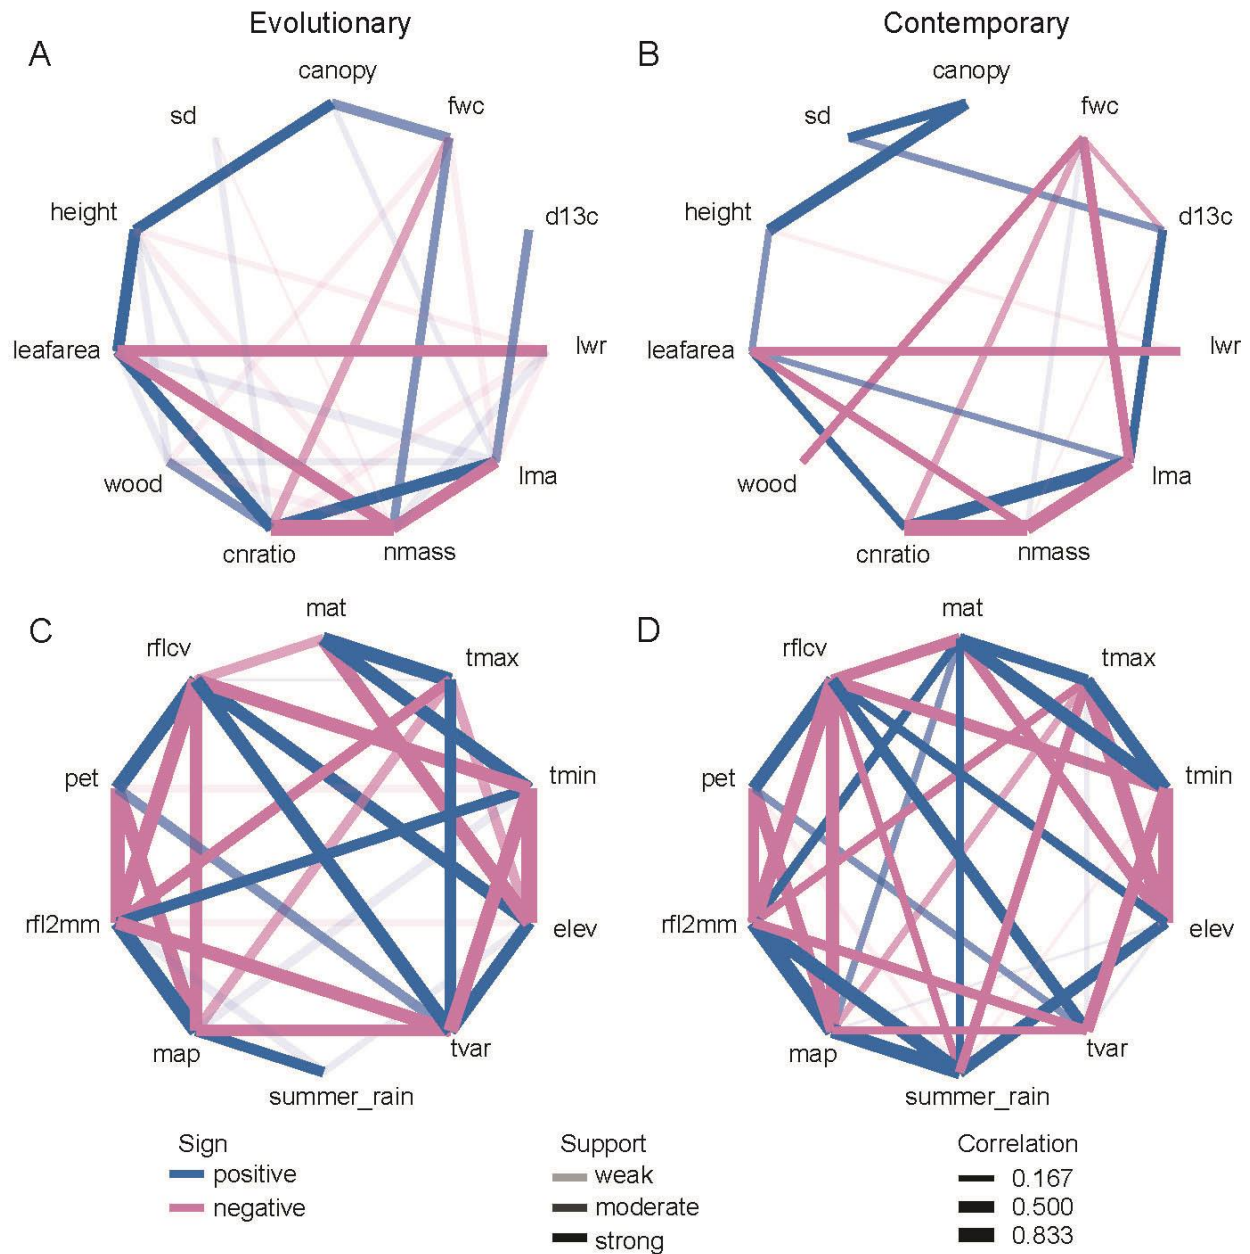 Evolutionary
Contemporary
A
B
canopy
canopy
sd
fwc
sd
fwc
height
d13c
height
d13c
leafarea
lwr
leafarea
lwr
wood
lma
wood
lma
cnratio
nmass
cnratio
nmass
C
D
mat
mat
rflcv
tmax
rflcv
tmax
pet
tmin
pet
tmin
rfl2mm
elev
rfl2mm
elev
map
tvar
map
tvar
summer_rain
summer_rain
Sign
Support
Correlation
positive
weak
0.167
negative
moderate
0.500
strong
0.833